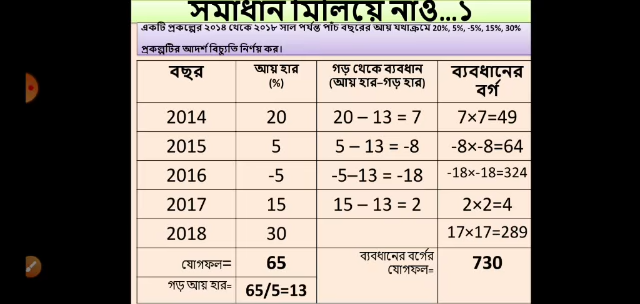 সমাধান মিলিয়ে নাও...১
একটি প্রকল্পের ২০১৪ থেকে ২০১৮ সাল পর্যন্ত পাঁচ বছরের আয় যথাক্রমে 20%, 5%, -5%, 15%, 30%
প্রকল্পটির আদর্শ বিচ্যুতি নির্ণয় কর।
বছর আয় হার (%) গড় থেকে ব্যবধান (আয় হার–গড় হার) ব্যবধানের বর্গ
2014 20 20 – 13 = 7 7×7=49
2015 5 5 – 13 = -8 -8×-8=64
2016 -5 -5–13 = -18 -18×-18=324
2017 15 15 – 13 = 2 2×2=4
2018 30 17×17=289
যোগফল= 65 ব্যবধানের বর্গের যোগফল= 730
গড় আয় হার= 65/5=13